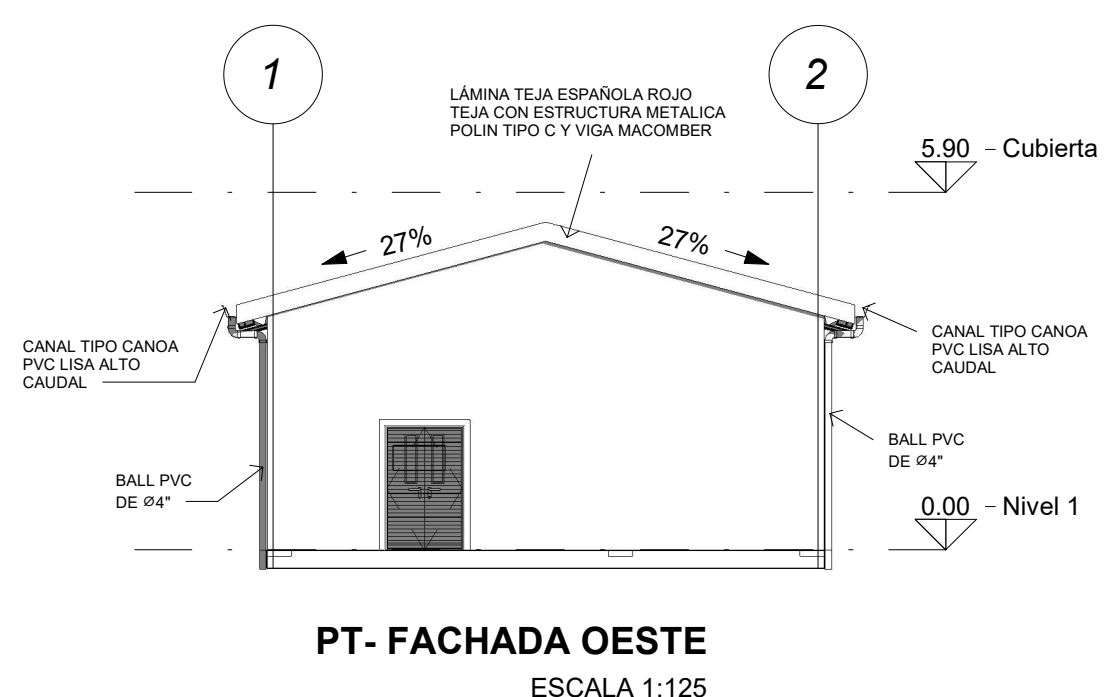 1
2
LÁMINA TEJA ESPAÑOLA ROJO
TEJA CON ESTRUCTURA METALICA
POLIN TIPO C Y VIGA MACOMBER
5.90 - Cubierta
27%
27%
CANAL TIPO CANOA
PVC LISA ALTO
CAUDAL
CANAL TIPO CANOA
PVC LISA ALTO
CAUDAL
BALL PVC
DE Ø4"
BALL PVC
DE Ø4"
0.00 - Nivel 1
PT- FACHADA OESTE
ESCALA 1:125